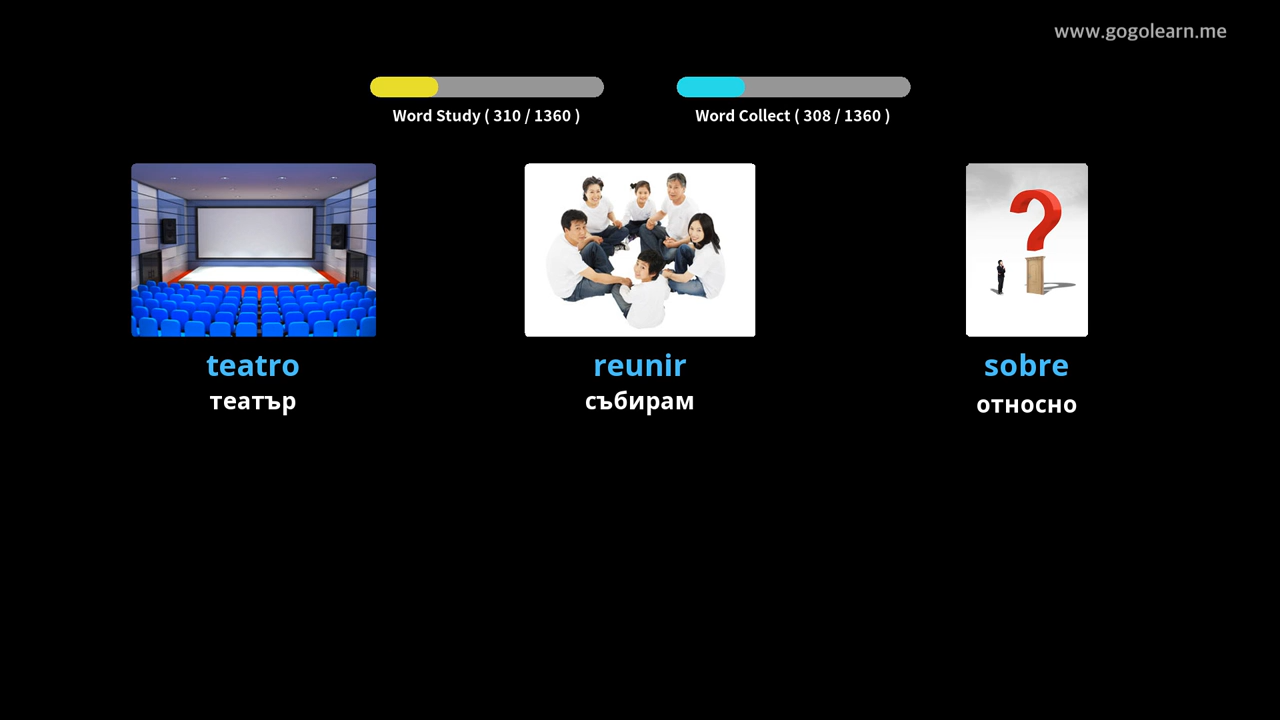 www.gogolearn.me
Word Study ( 310 / 1360 )
Word Collect ( 308 / 1360 )
teatro
театър
reunir
събирам
sobre
относно